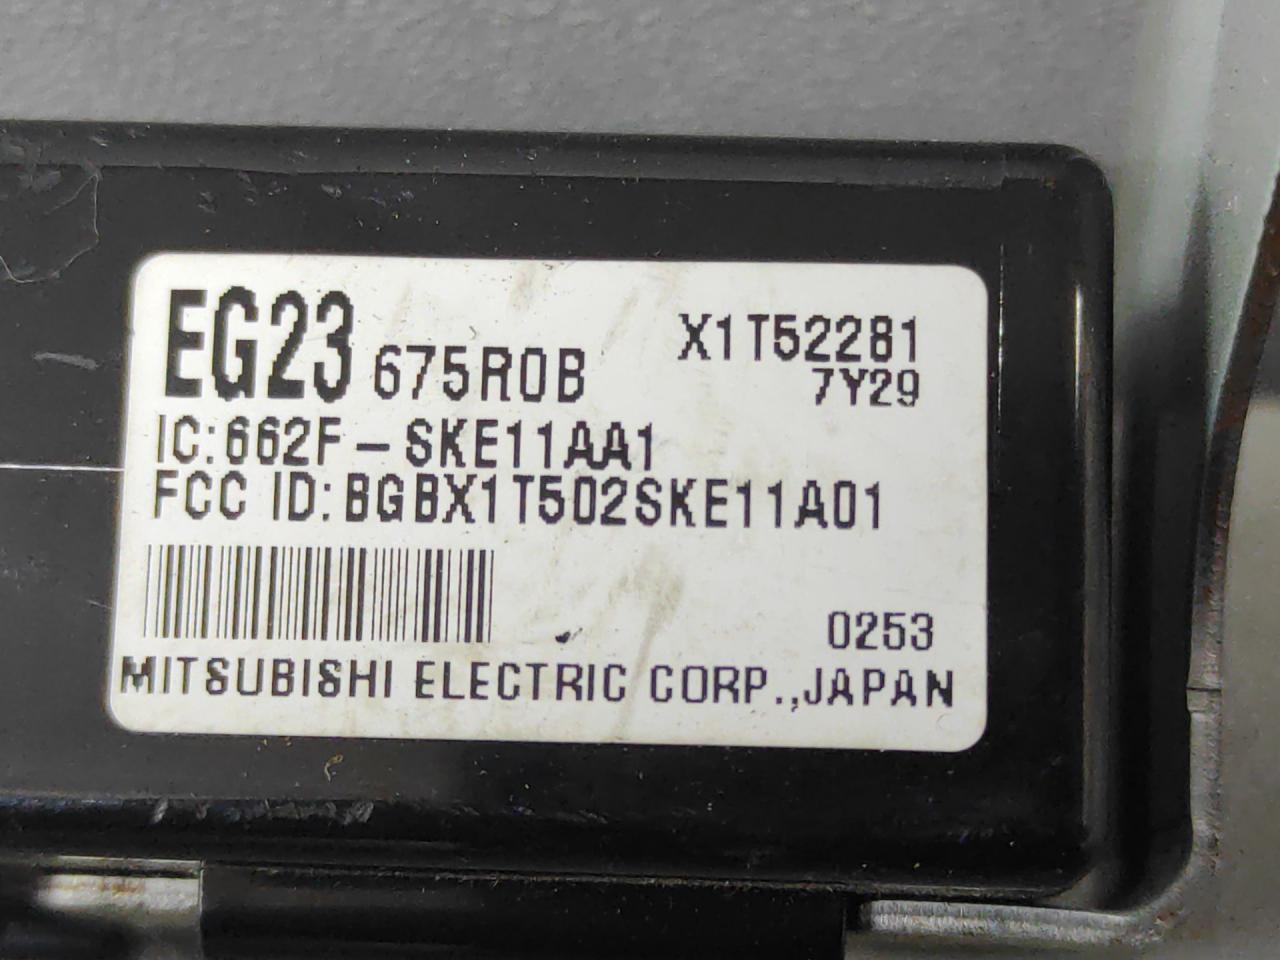 EG23 675R0B X1T52281
7Y29
IC:662F-SKE11AA1
FCC ID:BGBX1T502SKE11A01
0253
MITSUBISHI ELECTRIC CORP.,JAPAN